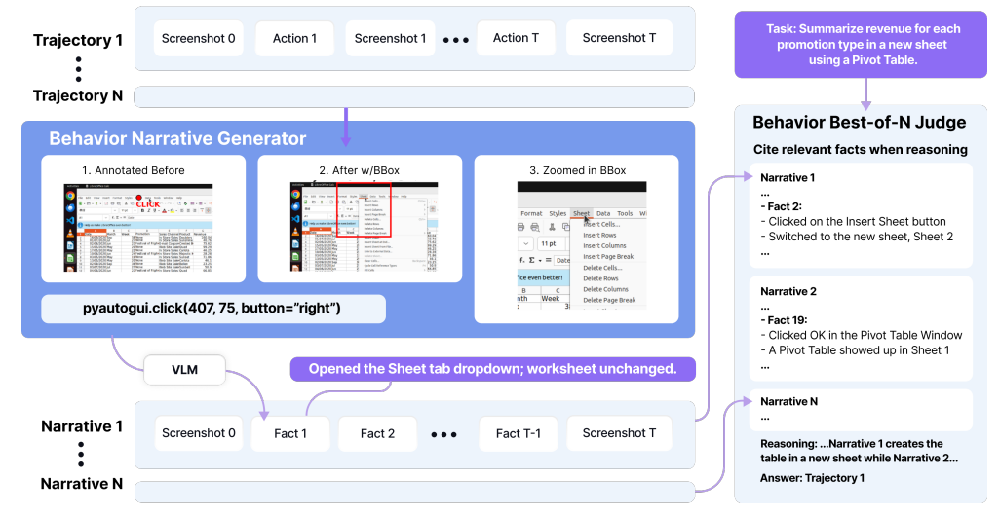 Trajectory 1
Screenshot 0
Action 1
Screenshot 1
Action T
Screenshot T
Trajectory N
Behavior Narrative Generator
1. Annotated Before
CLICK
2. After w/BBox
3. Zoomed in BBox
Format Styles Sheet Data Tools
Insert Cells...
Insert Rows
11 pt
Insert Columns
Insert Page Break
Delete Cells...
ice even better!
Delete Rows
B C
Delete Columns
nth Week
Delete Page Break
pyautogui.click(407, 75, button="right")
VLM
Opened the Sheet tab dropdown; worksheet unchanged.
Narrative 1
Screenshot 0
Fact 1
Fact 2
Fact T-1
Screenshot T
Narrative N
Task: Summarize revenue for each
promotion type in a new sheet
using a Pivot Table.
Behavior Best-of-N Judge
Cite relevant facts when reasoning
Narrative 1
...
- Fact 2:
- Clicked on the Insert Sheet button
- Switched to the new sheet, Sheet 2
...
Narrative 2
...
- Fact 19:
- Clicked OK in the Pivot Table Window
- A Pivot Table showed up in Sheet 1
...
Narrative N
...
Reasoning: ...Narrative 1 creates the
table in a new sheet while Narrative 2...
Answer: Trajectory 1